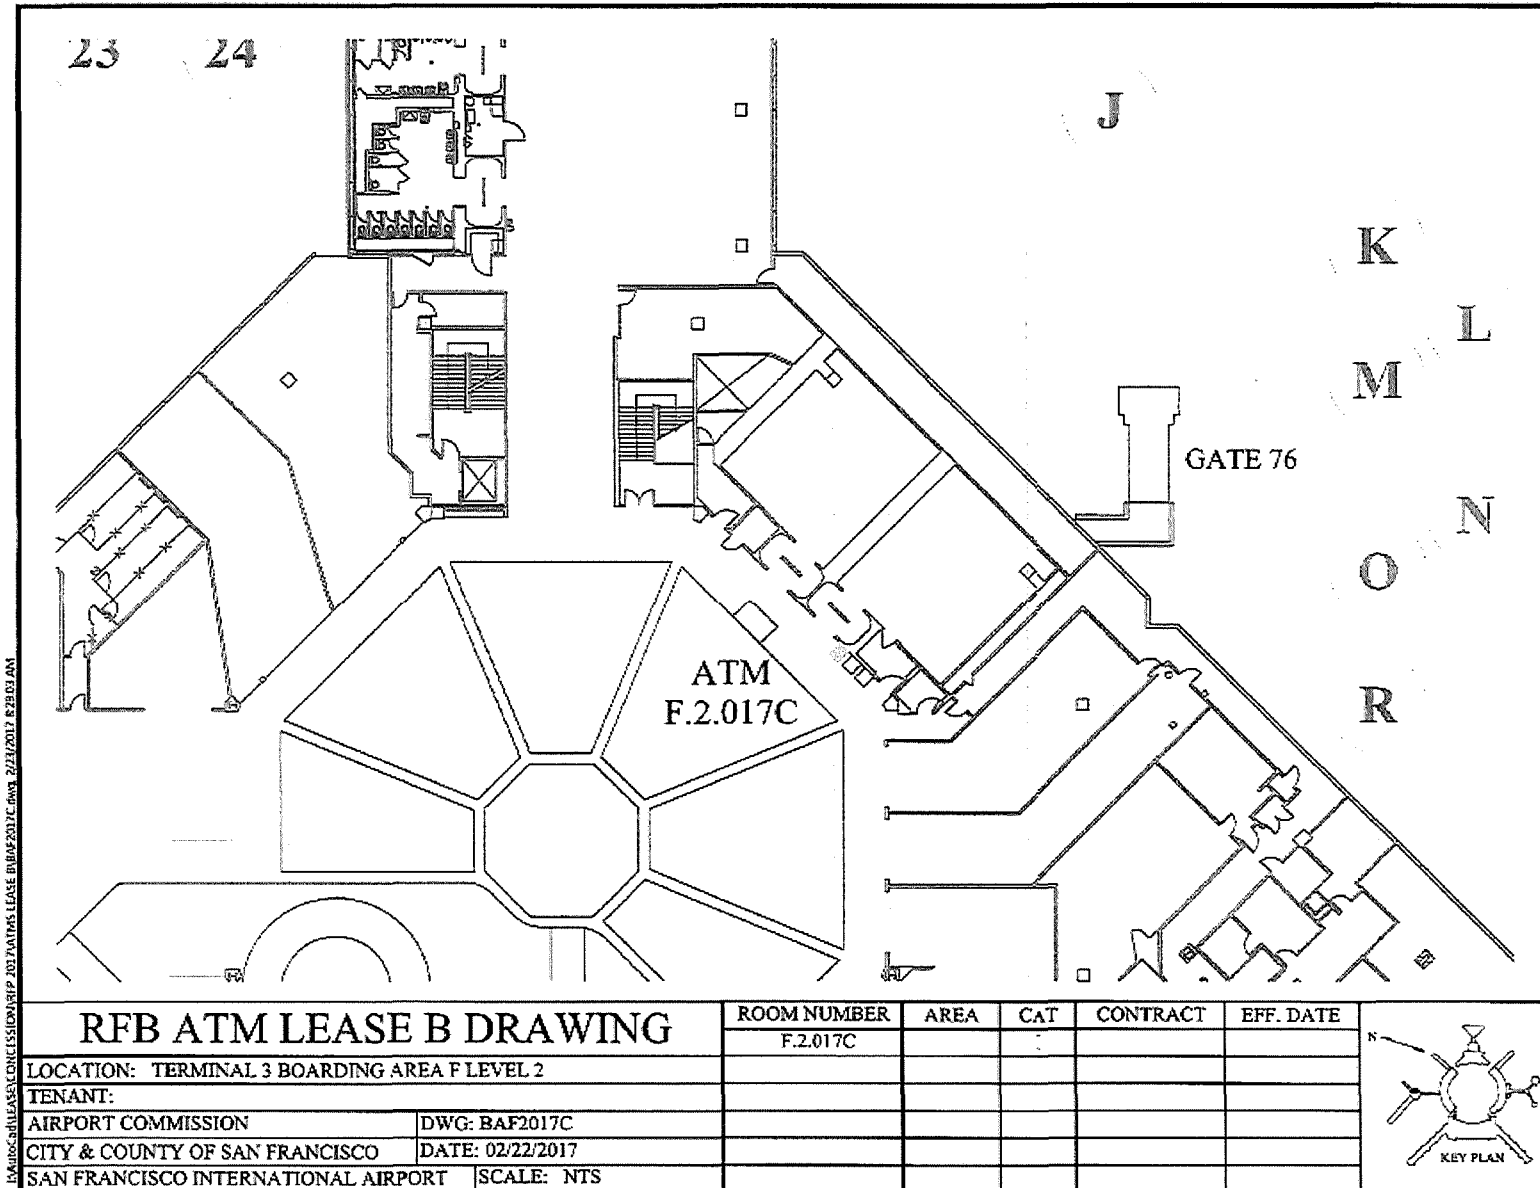 23 24
J
K
L
M
GATE 76
N
O
ATM
F.2.017C
R
RFB ATM LEASE B DRAWING
ROOM NUMBER AREA CAT CONTRACT EFF. DATE
F.2.017C
LOCATION: TERMINAL 3 BOARDING AREA F LEVEL 2
TENANT:
AIRPORT COMMISSION DWG: BAF2017C
CITY & COUNTY OF SAN FRANCISCO DATE: 02/22/2017
SAN FRANCISCO INTERNATIONAL AIRPORT SCALE: NTS
N
KEY PLAN